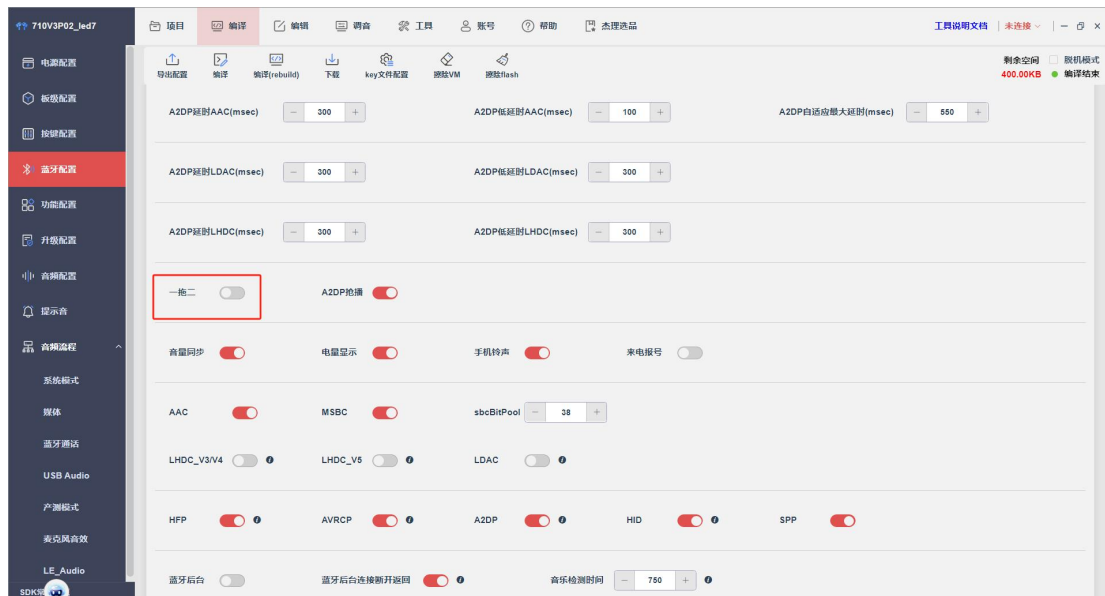 710V3P02_led7 项目 编译 编辑 调音 工具 账号 帮助 杰理选品 工具说明文档 未连接
导出配置 编译 编译(rebuild) 下载 key文件配置 擦除VM 擦除flash 剩余空间 400.00KB 脱机模式 编译结束
电源配置
板级配置
按键配置
蓝牙配置
功能配置
升级配置
音频配置
提示音
音频流程
系统模式
媒体
蓝牙通话
USB Audio
产测模式
麦克风音效
LE_Audio
A2DP延时AAC(msec) － 300 + A2DP低延时AAC(msec) － 100 + A2DP自适应最大延时(msec) － 550 +
A2DP延时LDAC(msec) － 300 + A2DP低延时LDAC(msec) － 300 +
A2DP延时LHDC(msec) － 300 + A2DP低延时LHDC(msec) － 300 +
一拖二 A2DP抢播
音量同步 电量显示 手机铃声 来电报号
AAC MSBC sbcBitPool － 38 +
LHDC_V3/V4 LHDC_V5 LDAC
HFP AVRCP A2DP HID SPP
蓝牙后台 蓝牙后台连接断开返回 音乐检测时间 － 750 +
SDK